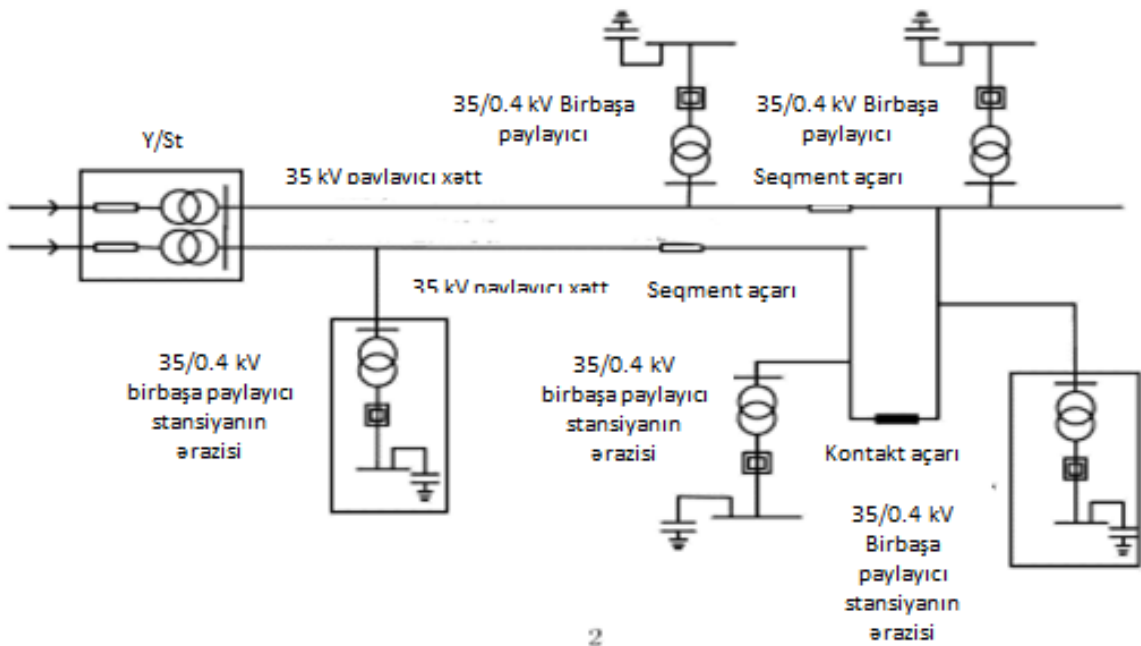 35/0.4 kV Birbaşa
paylayıcı
35/0.4 kV Birbaşa
paylayıcı
Y/St
35 kV paylayıcı xətt
Seqment açarı
35 kV paylayıcı xətt
Seqment açarı
35/0.4 kV
birbaşa paylayıcı
stansiyanın
ərazisi
35/0.4 kV
birbaşa paylayıcı
stansiyanın
ərazisi
Kontakt açarı
35/0.4 kV
Birbaşa
paylayıcı
stansiyanın
ərazisi
2